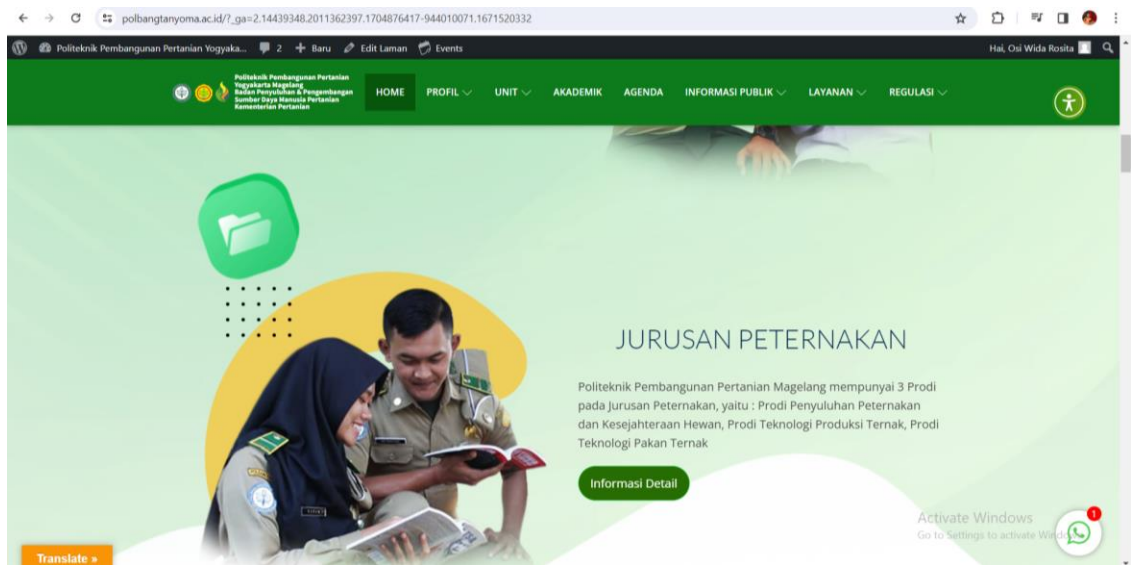 polbangtanyoma.ac.id/?_ga=2.14439348.2011362397.1704876417-944010071.1671520332
Politeknik Pembangunan Pertanian Yogyaka... 2 + Baru Edit Laman Events Hai, Osi Wida Rosita
Politeknik Pembangunan Pertanian
Yogyakarta Magelang
Badan Penyuluhan & Pengembangan
Sumber Daya Manusia Pertanian
Kementerian Pertanian
HOME PROFIL UNIT AKADEMIK AGENDA INFORMASI PUBLIK LAYANAN REGULASI
JURUSAN PETERNAKAN
Politeknik Pembangunan Pertanian Magelang mempunyai 3 Prodi
pada Jurusan Peternakan, yaitu : Prodi Penyuluhan Peternakan
dan Kesejahteraan Hewan, Prodi Teknologi Produksi Ternak, Prodi
Teknologi Pakan Ternak
Informasi Detail
Activate Windows
Go to Settings to activate Windows
1
Translate »